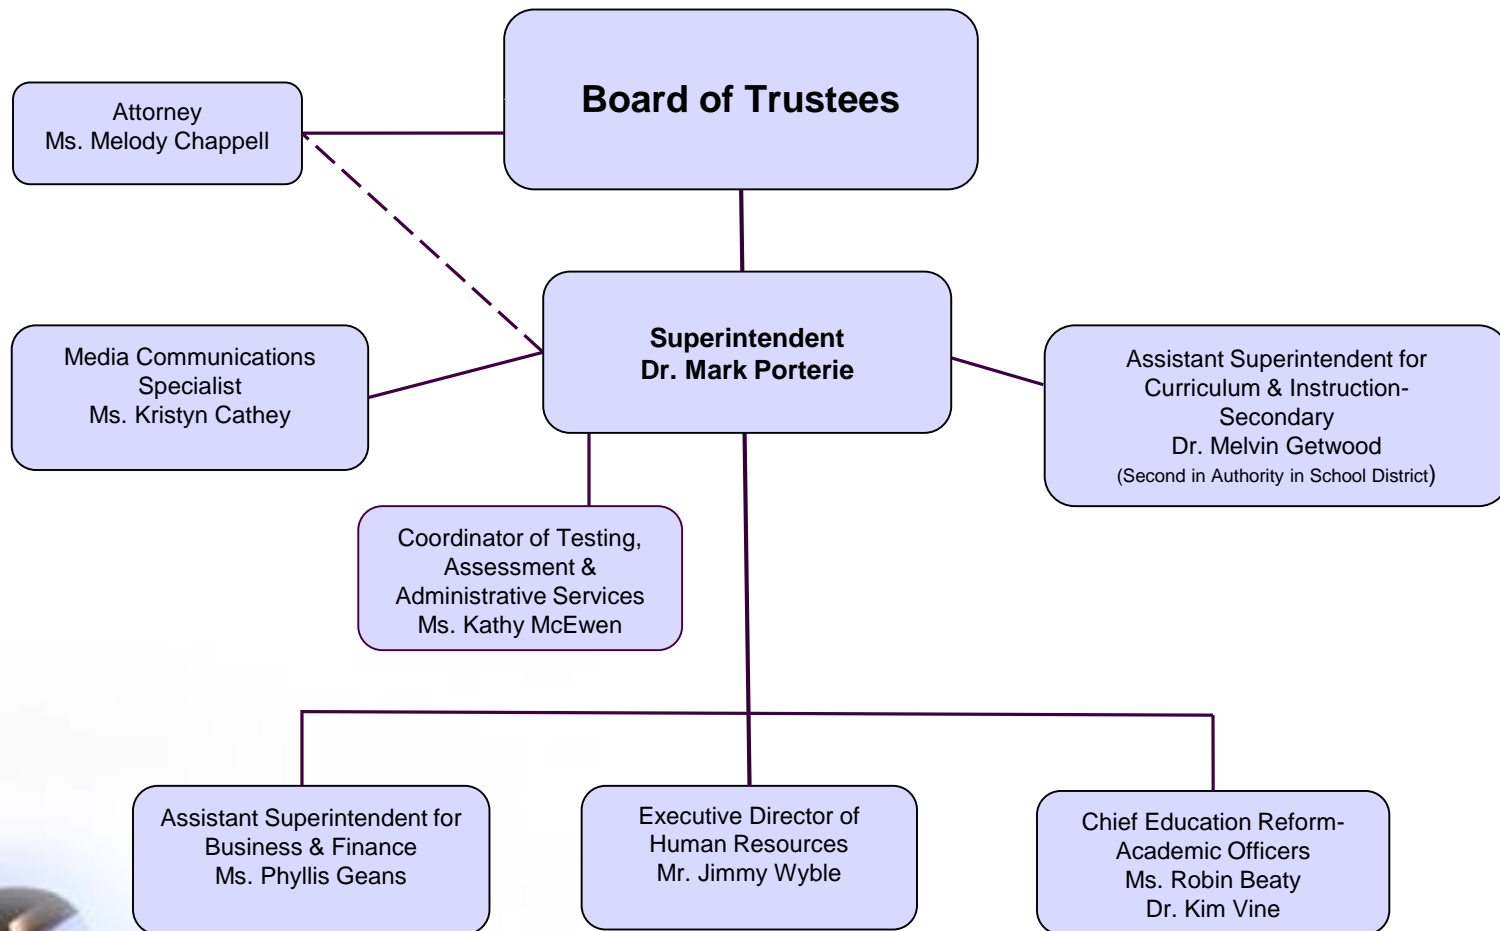 Board of Trustees
Attorney
Ms. Melody Chappell
Superintendent
Dr. Mark Porterie
Media Communications
Specialist
Ms. Kristyn Cathey
Assistant Superintendent for
Curriculum & Instruction-
Secondary
Dr. Melvin Getwood
(Second in Authority in School District)
Coordinator of Testing,
Assessment &
Administrative Services
Ms. Kathy McEwen
Assistant Superintendent for
Business & Finance
Ms. Phyllis Geans
Executive Director of
Human Resources
Mr. Jimmy Wyble
Chief Education Reform-
Academic Officers
Ms. Robin Beaty
Dr. Kim Vine